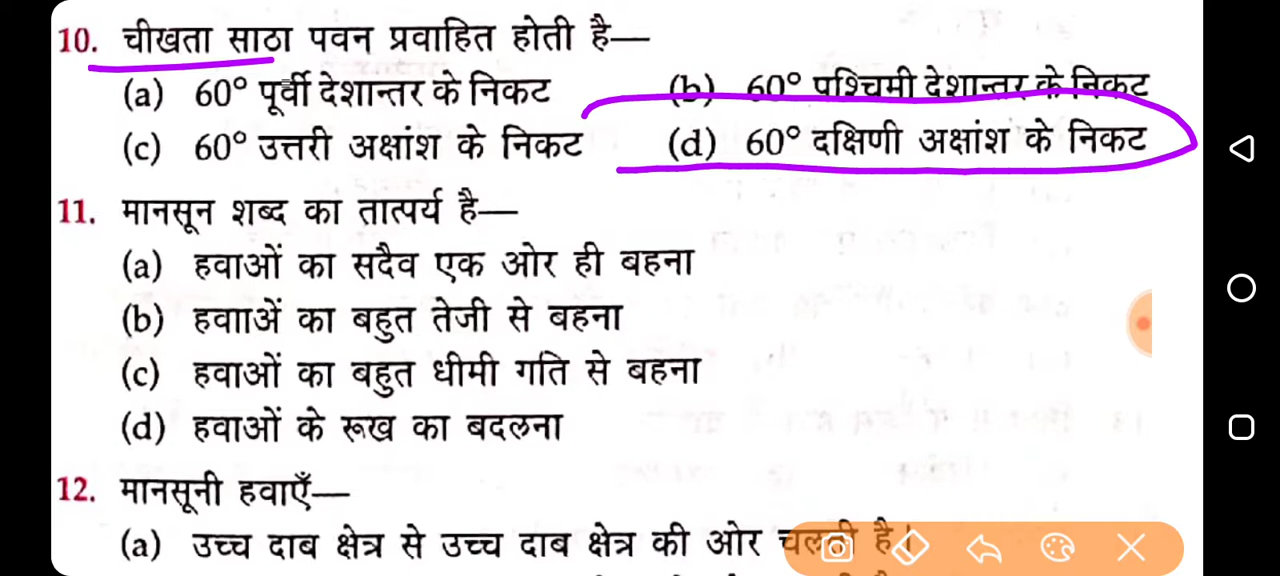 10. चीखता साठा पवन प्रवाहित होती है—
(a) 60° पूर्वी देशान्तर के निकट (b) 60° पश्चिमी देशान्तर के निकट
(c) 60° उत्तरी अक्षांश के निकट (d) 60° दक्षिणी अक्षांश के निकट
11. मानसून शब्द का तात्पर्य है—
(a) हवाओं का सदैव एक ओर ही बहना
(b) हवााअें का बहुत तेजी से बहना
(c) हवाओं का बहुत धीमी गति से बहना
(d) हवाओं के रूख का बदलना
12. मानसूनी हवाएँ—
(a) उच्च दाब क्षेत्र से उच्च दाब क्षेत्र की ओर चलती है।